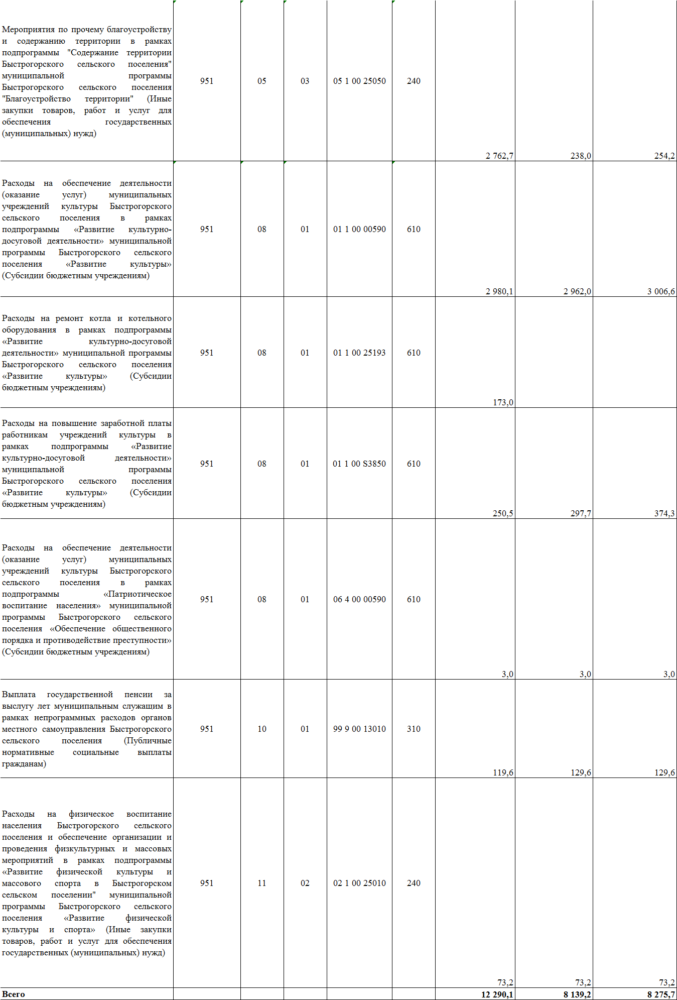 Мероприятия по прочему благоустройству
и содержанию территории в рамках
подпрограммы "Содержание территории
Быстрогорского сельского поселения"
муниципальной программы
Быстрогорского сельского поселения
"Благоустройство территории" (Иные
закупки товаров, работ и услуг для
обеспечения государственных
(муниципальных) нужд)
951 05 03 05 1 00 25050 240
2 762,7 238,0 254,2
Расходы на обеспечение деятельности
(оказание услуг) муниципальных
учреждений культуры Быстрогорского
сельского поселения в рамках
подпрограммы «Развитие культурно-
досуговой деятельности» муниципальной
программы Быстрогорского сельского
поселения «Развитие культуры»
(Субсидии бюджетным учреждениям)
951 08 01 01 1 00 00590 610
2 980,1 2 962,0 3 006,6
Расходы на ремонт котла и котельного
оборудования в рамках подпрограммы
«Развитие культурно-досуговой
деятельности» муниципальной программы
Быстрогорского сельского поселения
«Развитие культуры» (Субсидии
бюджетным учреждениям)
951 08 01 01 1 00 25193 610
173,0
Расходы на повышение заработной платы
работникам учреждений культуры в
рамках подпрограммы «Развитие
культурно-досуговой деятельности»
муниципальной программы
Быстрогорского сельского поселения
«Развитие культуры» (Субсидии
бюджетным учреждениям)
951 08 01 01 1 00 S3850 610
250,5 297,7 374,3
Расходы на обеспечение деятельности
(оказание услуг) муниципальных
учреждений культуры Быстрогорского
сельского поселения в рамках
подпрограммы «Патриотическое
воспитание населения» муниципальной
программы Быстрогорского сельского
поселения «Обеспечение общественного
порядка и противодействие преступности»
(Субсидии бюджетным учреждениям)
951 08 01 06 4 00 00590 610
3,0 3,0 3,0
Выплата государственной пенсии за
выслугу лет муниципальным служащим в
рамках непрограммных расходов органов
местного самоуправления Быстрогорского
сельского поселения (Публичные
нормативные социальные выплаты
гражданам)
951 10 01 99 9 00 13010 310
119,6 129,6 129,6
Расходы на физическое воспитание
населения Быстрогорского сельского
поселения и обеспечение организации и
проведения физкультурных и массовых
мероприятий в рамках подпрограммы
«Развитие физической культуры и
массового спорта в Быстрогорском
сельском поселении" муниципальной
программы Быстрогорского сельского
поселения «Развитие физической
культуры и спорта» (Иные закупки
товаров, работ и услуг для обеспечения
государственных (муниципальных) нужд)
951 11 02 02 1 00 25010 240
73,2 73,2 73,2
Всего 12 290,1 8 139,2 8 275,7